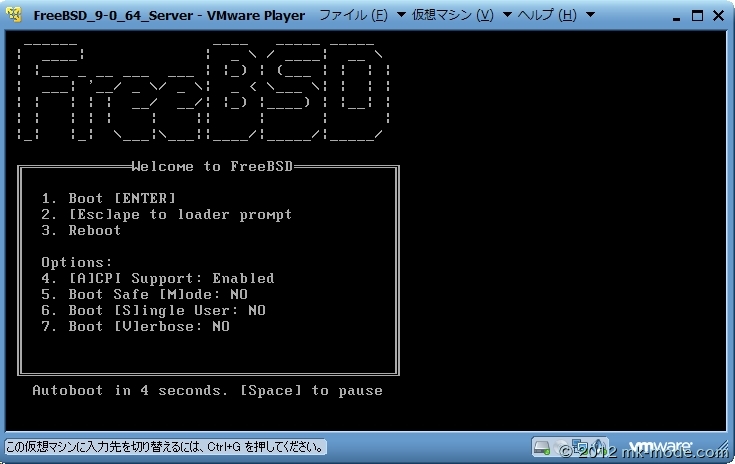 FreeBSD_9-0_64_Server - VMware Player ファイル (F) 仮想マシン (V) ヘルプ (H)
FreeBSD
Welcome to FreeBSD
1. Boot [ENTER]
2. [Esc]ape to loader prompt
3. Reboot
Options:
4. [A]CPI Support: Enabled
5. Boot Safe [M]ode: NO
6. Boot [S]ingle User: NO
7. Boot [V]erbose: NO
Autoboot in 4 seconds. [Space] to pause
この仮想マシンに入力先を切り替えるには、Ctrl+G を押してください。
vmware
© 2012 mk-mode.com